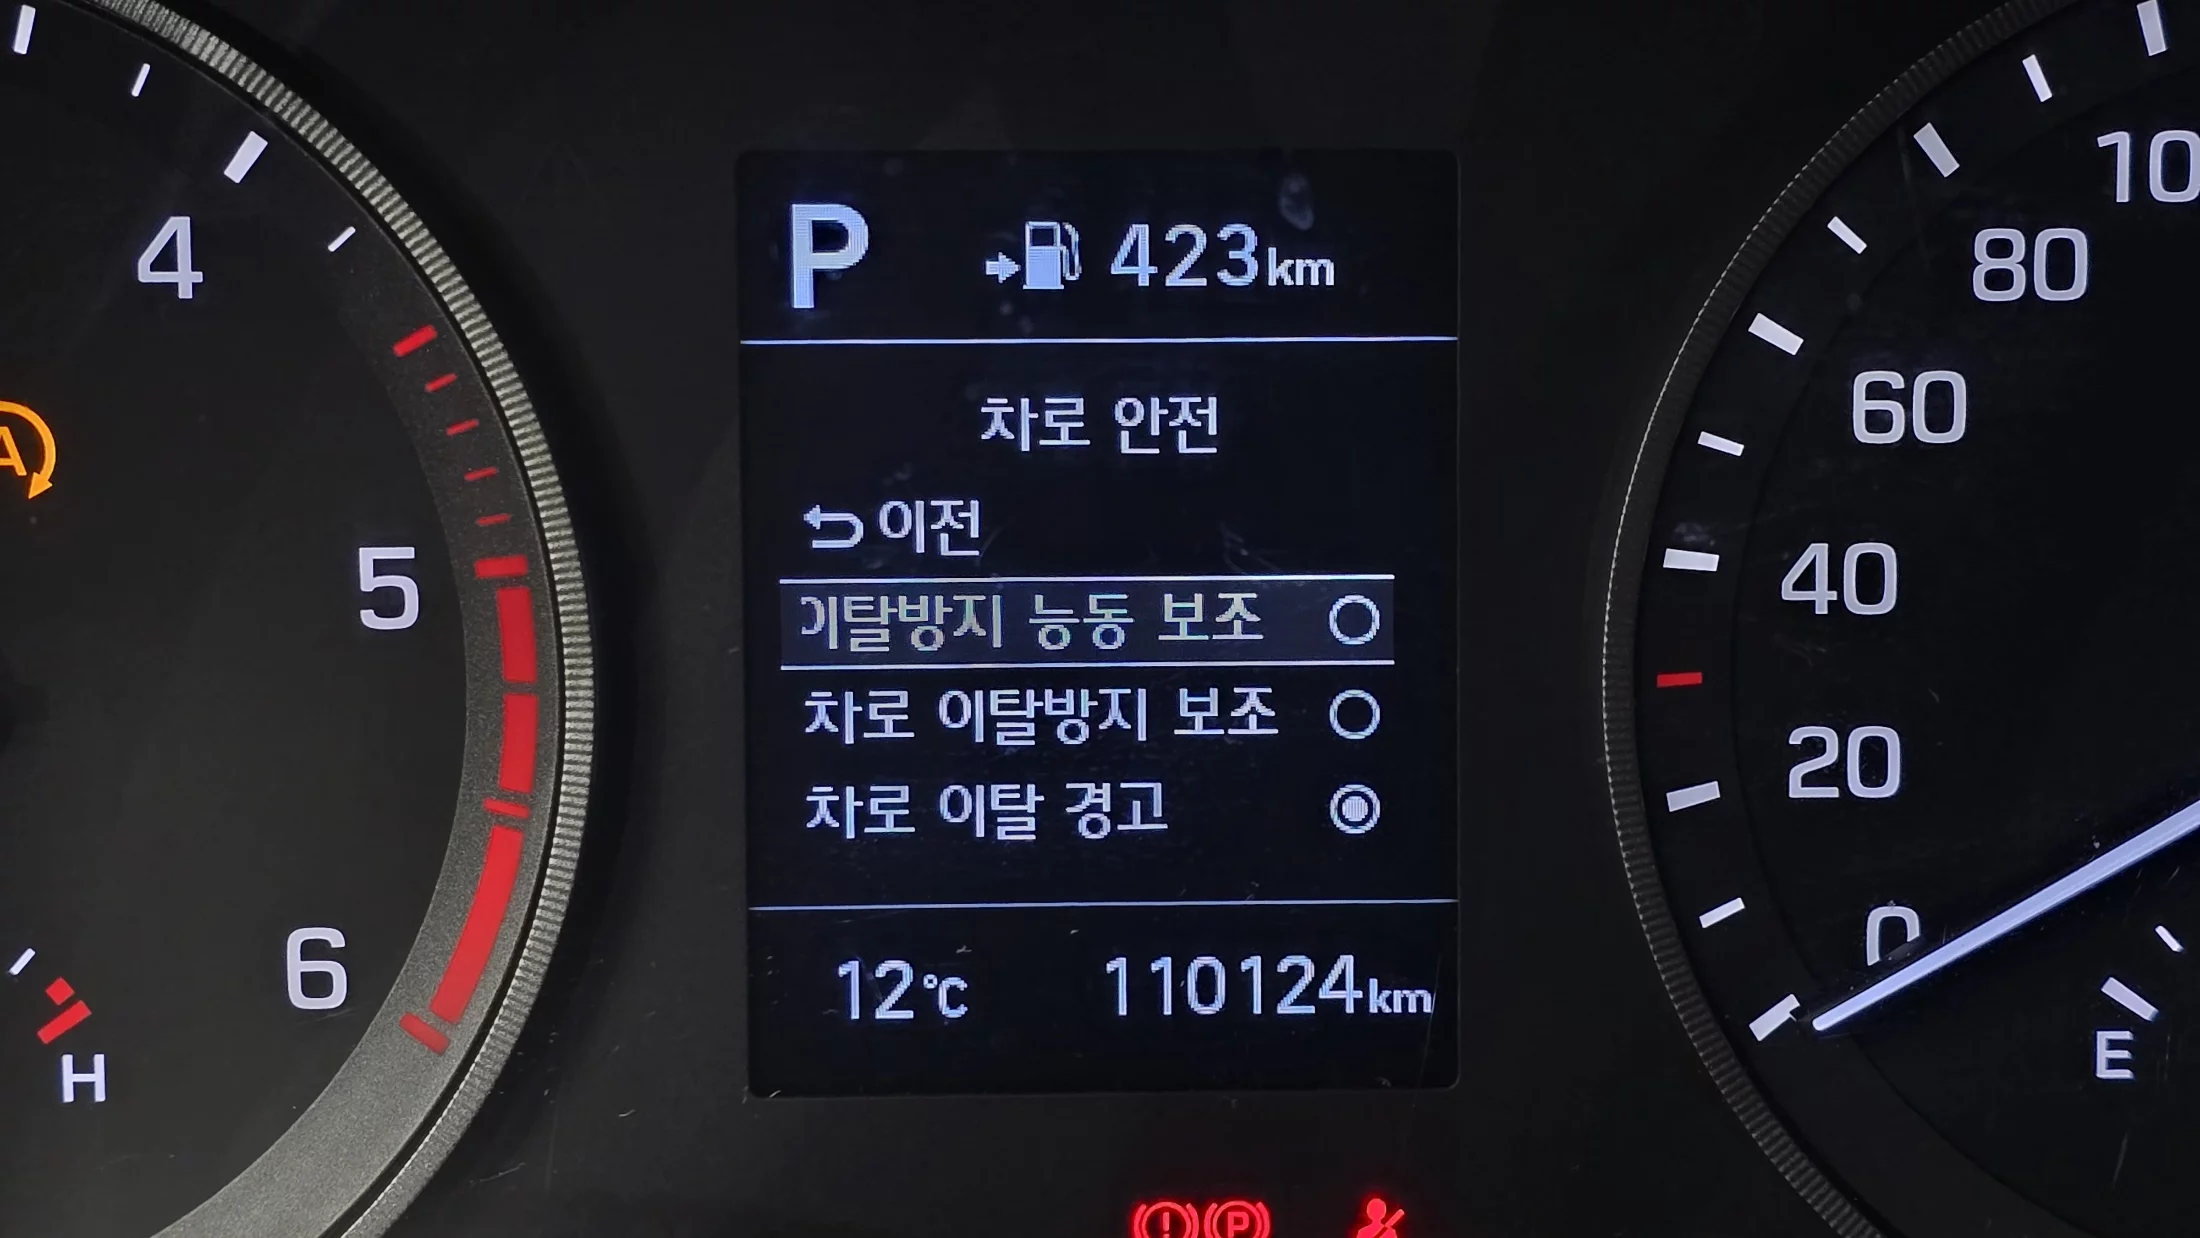 P 423km
차로 안전
이전
이탈방지 능동 보조
차로 이탈방지 보조
차로 이탈 경고
12℃ 110124km
4
5
6
H
A
10
80
60
40
20
0
E
! P